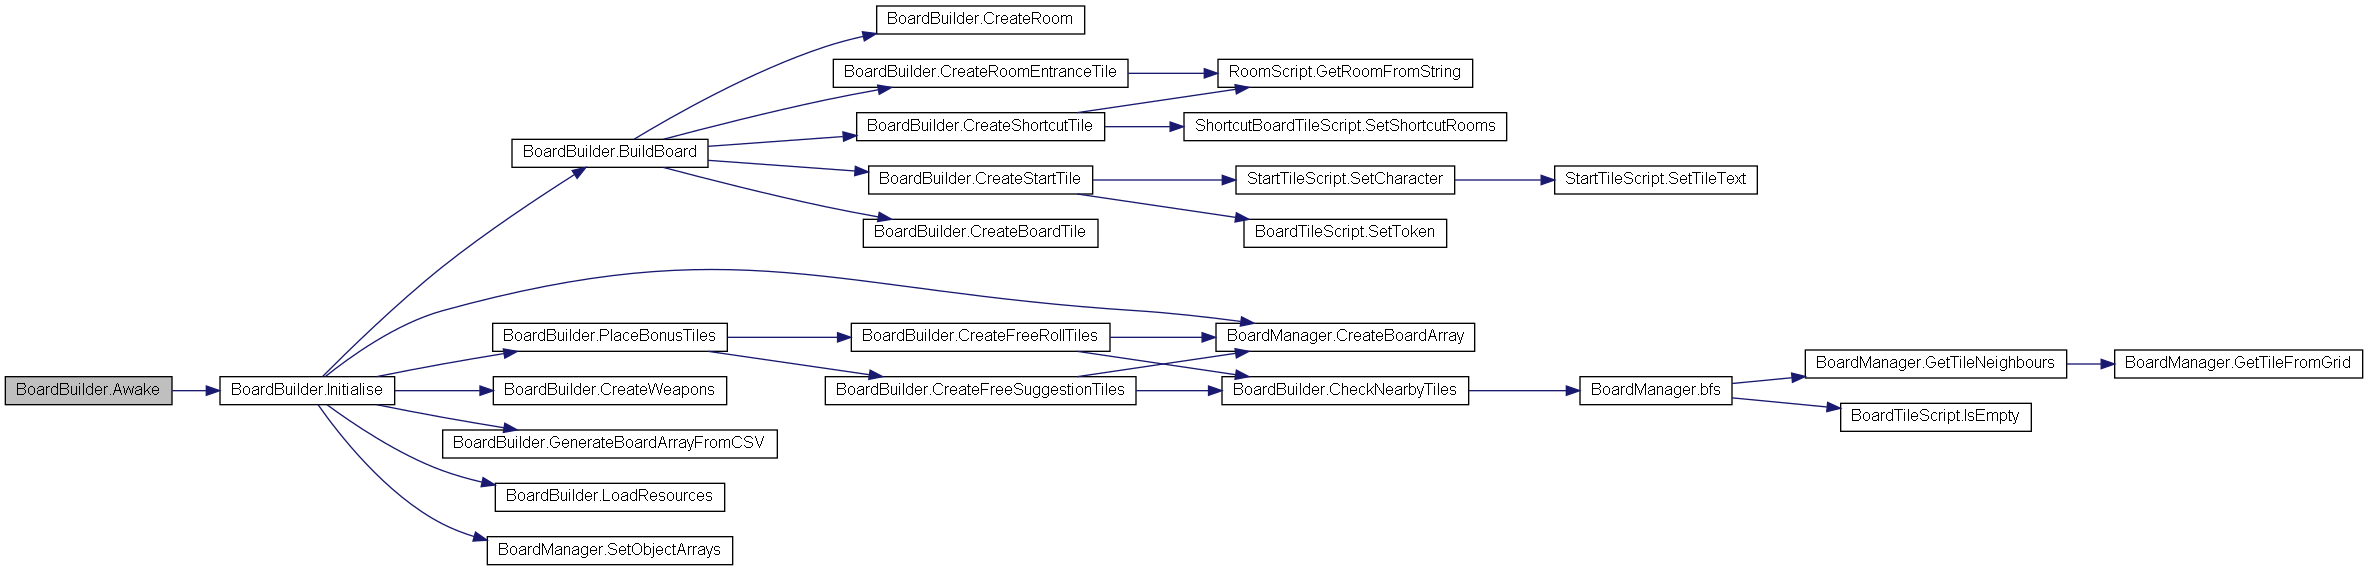 BoardBuilder.CreateRoom
BoardBuilder.CreateRoomEntranceTile
RoomScript.GetRoomFromString
BoardBuilder.CreateShortcutTile
ShortcutBoardTileScript.SetShortcutRooms
BoardBuilder.BuildBoard
BoardBuilder.CreateStartTile
StartTileScript.SetCharacter
StartTileScript.SetTileText
BoardBuilder.CreateBoardTile
BoardTileScript.SetToken
BoardBuilder.PlaceBonusTiles
BoardBuilder.CreateFreeRollTiles
BoardManager.CreateBoardArray
BoardManager.GetTileNeighbours
BoardManager.GetTileFromGrid
BoardBuilder.Awake
BoardBuilder.Initialise
BoardBuilder.CreateWeapons
BoardBuilder.CreateFreeSuggestionTiles
BoardBuilder.CheckNearbyTiles
BoardManager.bfs
BoardTileScript.IsEmpty
BoardBuilder.GenerateBoardArrayFromCSV
BoardBuilder.LoadResources
BoardManager.SetObjectArrays